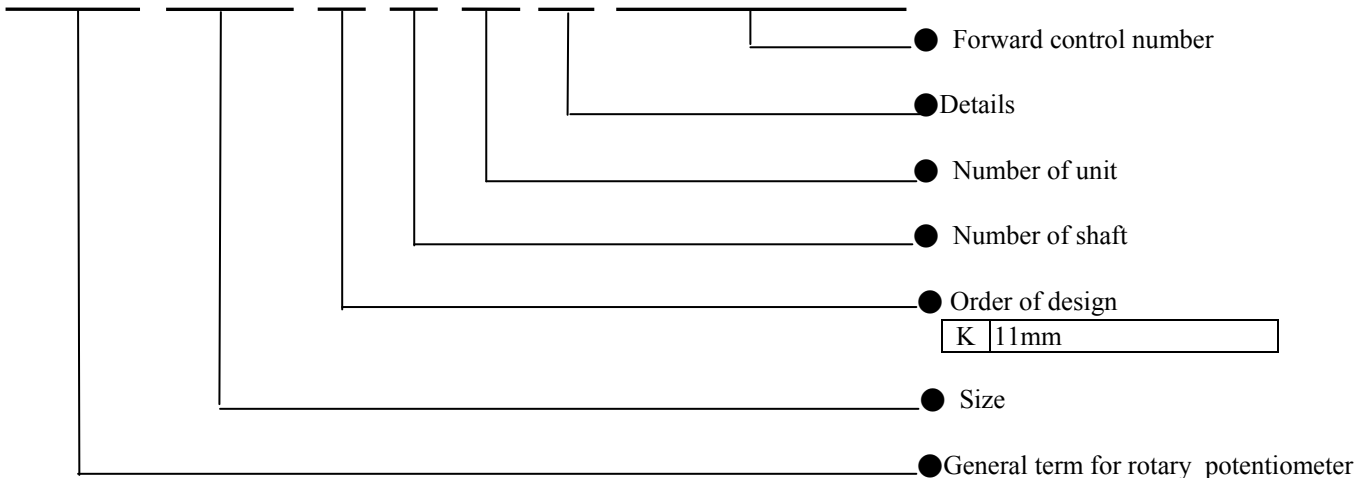 Forward control number
Details
Number of unit
Number of shaft
Order of design
K 11mm
Size
General term for rotary potentiometer